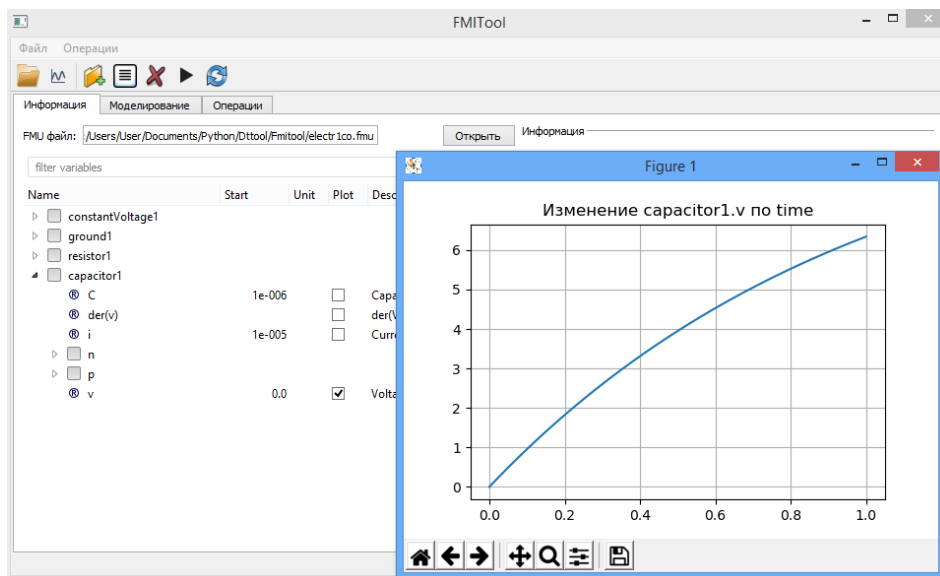 FMITool
Файл Операции
Информация Моделирование Операции
FMU файл: /Users/User/Documents/Python/Dttool/Fmitool/electr1co.fmu Открыть Информация
filter variables
Name Start Unit Plot Desc
constantVoltage1
ground1
resistor1
capacitor1
® C 1e-006 Capa
® der(v) der(V
® i 1e-005 Curre
n
p
® v 0.0 Volta
Figure 1
Изменение capacitor1.v по time
6
5
4
3
2
1
0
0.0 0.2 0.4 0.6 0.8 1.0